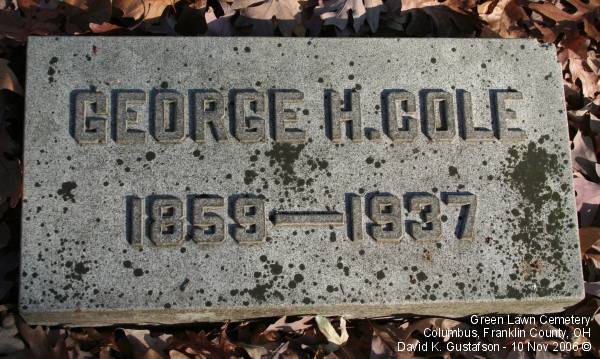 GEORGE H. COLE
1859 — 1937
Green Lawn Cemetery
Columbus, Franklin County, OH
David K. Gustafson - 10 Nov 2006 ©